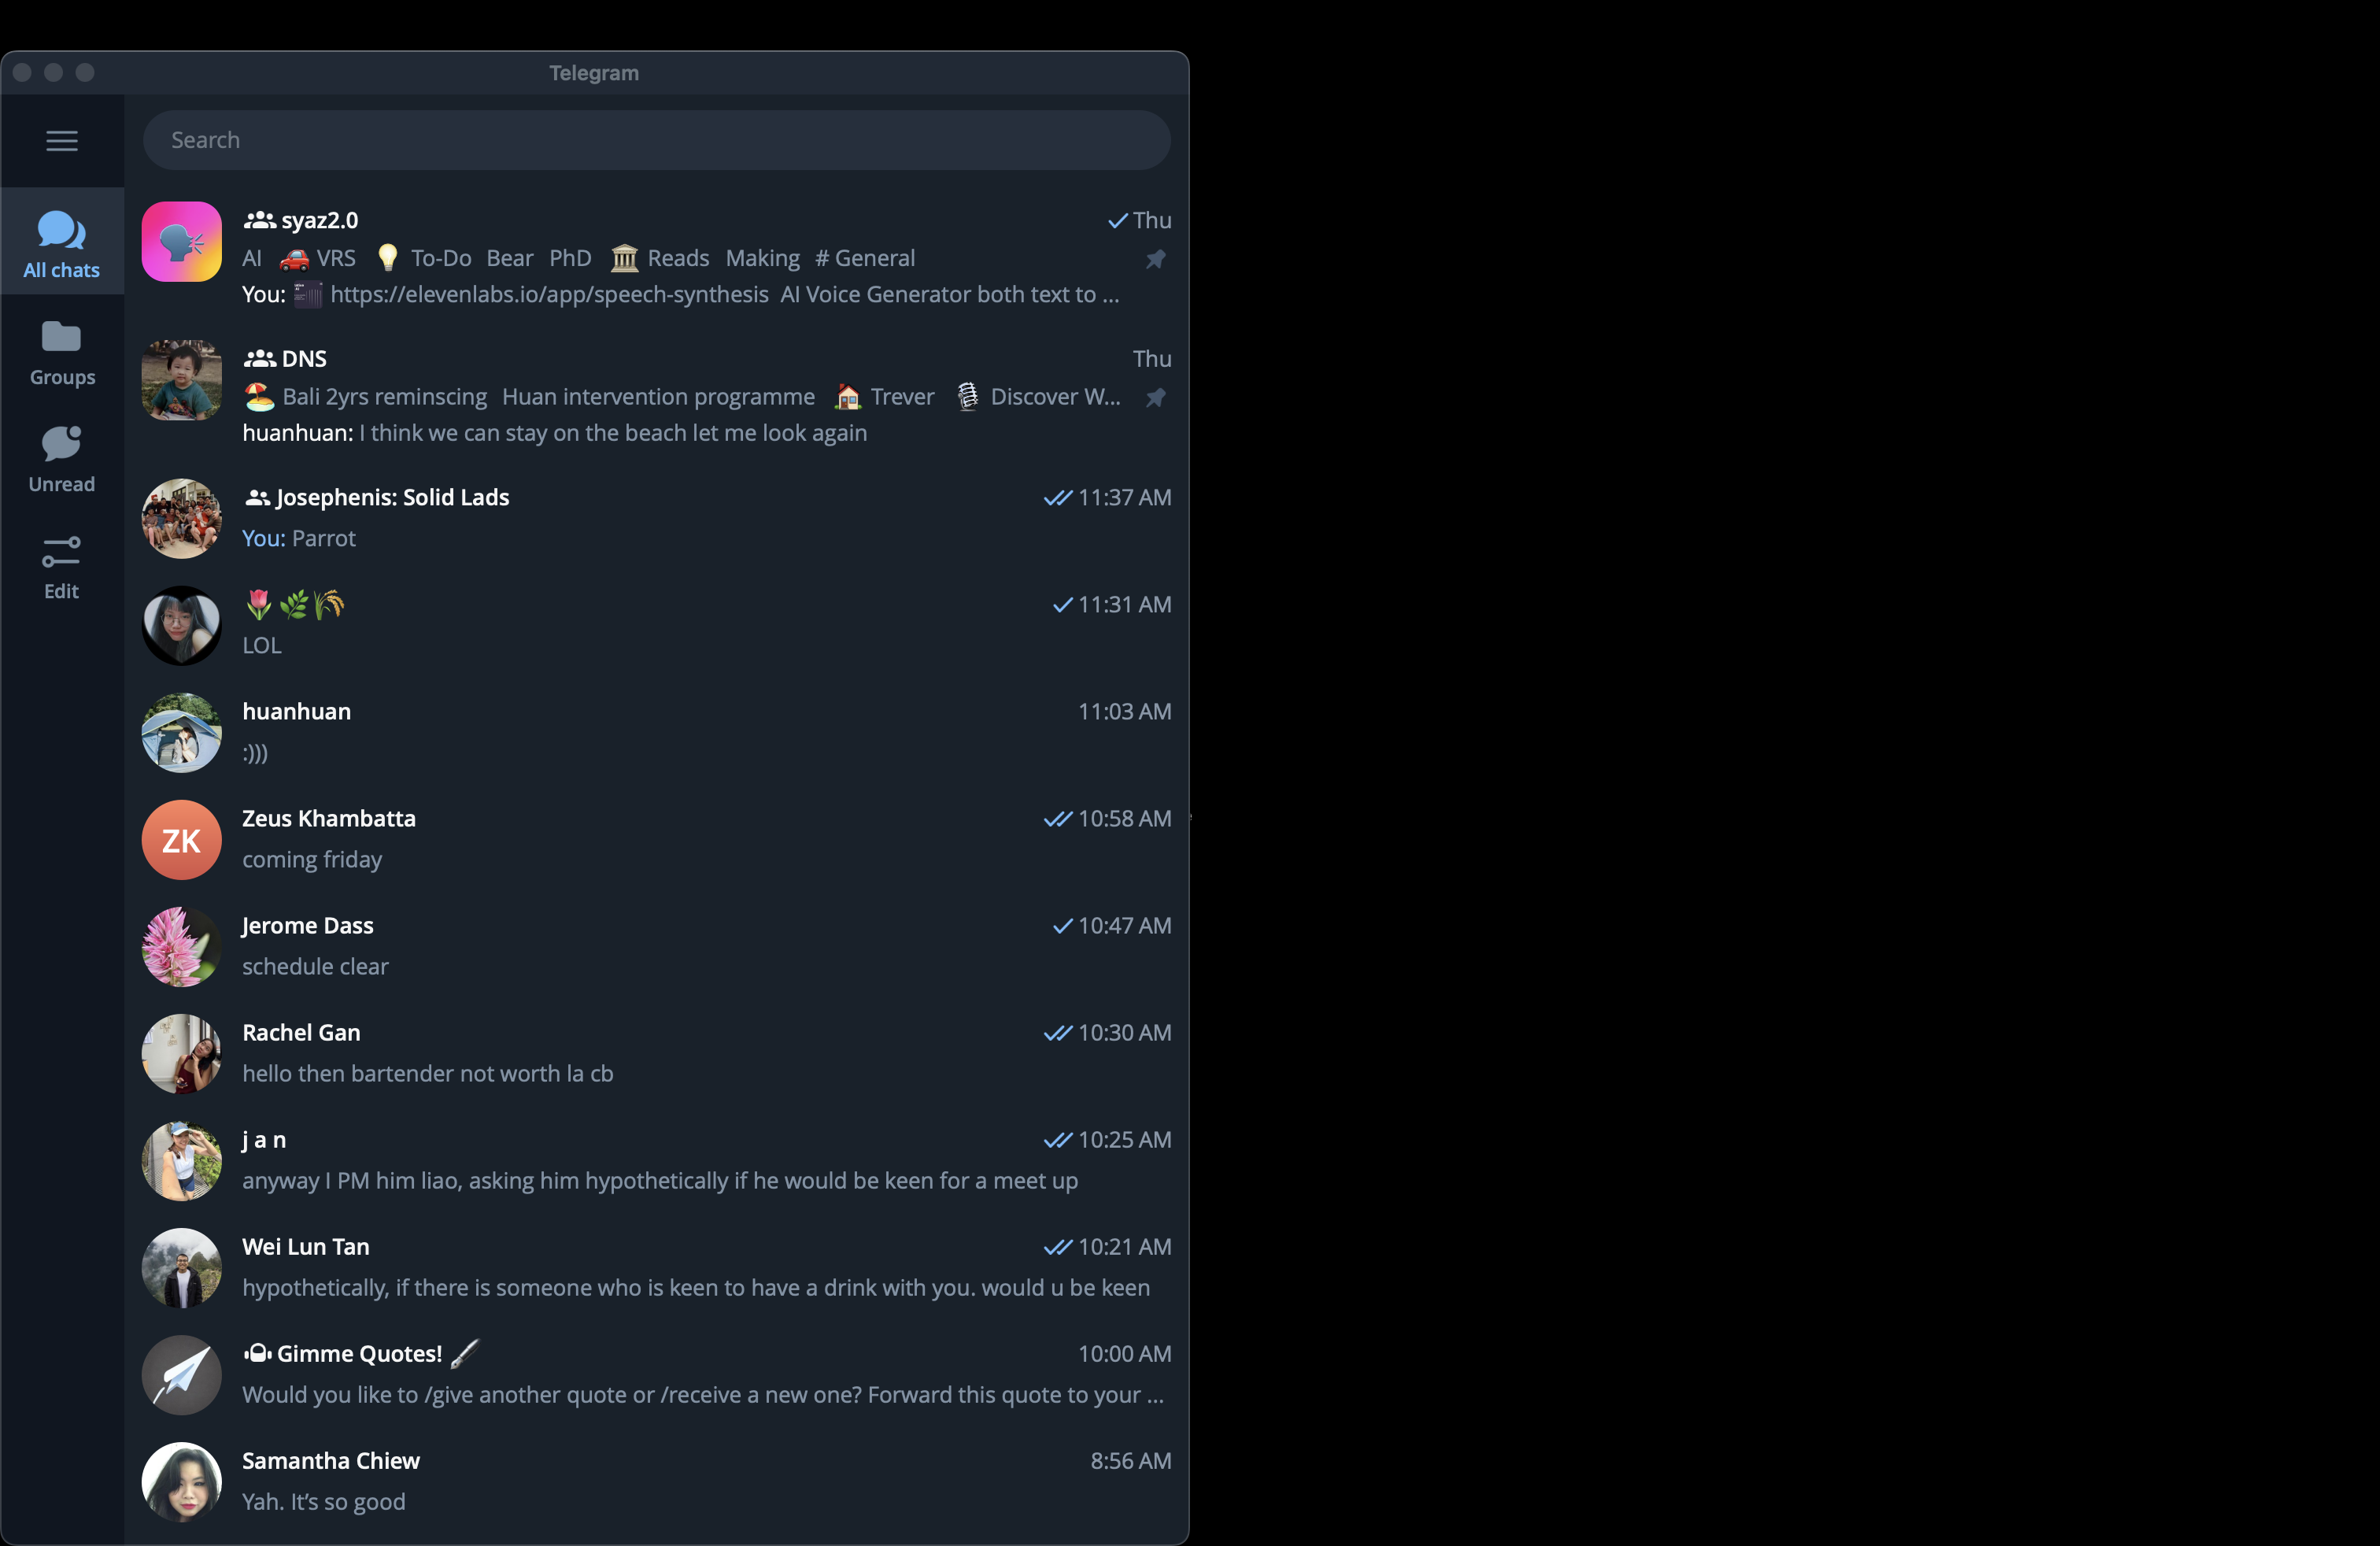 Telegram
Search
All chats
Groups
Unread
Edit
syaz2.0
Thu
AI 🚗 VRS 💡 To-Do Bear PhD 🏛️ Reads Making # General
You: https://elevenlabs.io/app/speech-synthesis AI Voice Generator both text to ...
DNS
Thu
🏖️ Bali 2yrs reminscing Huan intervention programme 🏠 Trever 🎙️ Discover W...
huanhuan: I think we can stay on the beach let me look again
Josephenis: Solid Lads
11:37 AM
You: Parrot
🌷🌿🌾
11:31 AM
LOL
huanhuan
11:03 AM
:)))
ZK
Zeus Khambatta
10:58 AM
coming friday
Jerome Dass
10:47 AM
schedule clear
Rachel Gan
10:30 AM
hello then bartender not worth la cb
j a n
10:25 AM
anyway I PM him liao, asking him hypothetically if he would be keen for a meet up
Wei Lun Tan
10:21 AM
hypothetically, if there is someone who is keen to have a drink with you. would u be keen
Gimme Quotes! 🖋️
10:00 AM
Would you like to /give another quote or /receive a new one? Forward this quote to your ...
Samantha Chiew
8:56 AM
Yah. It’s so good